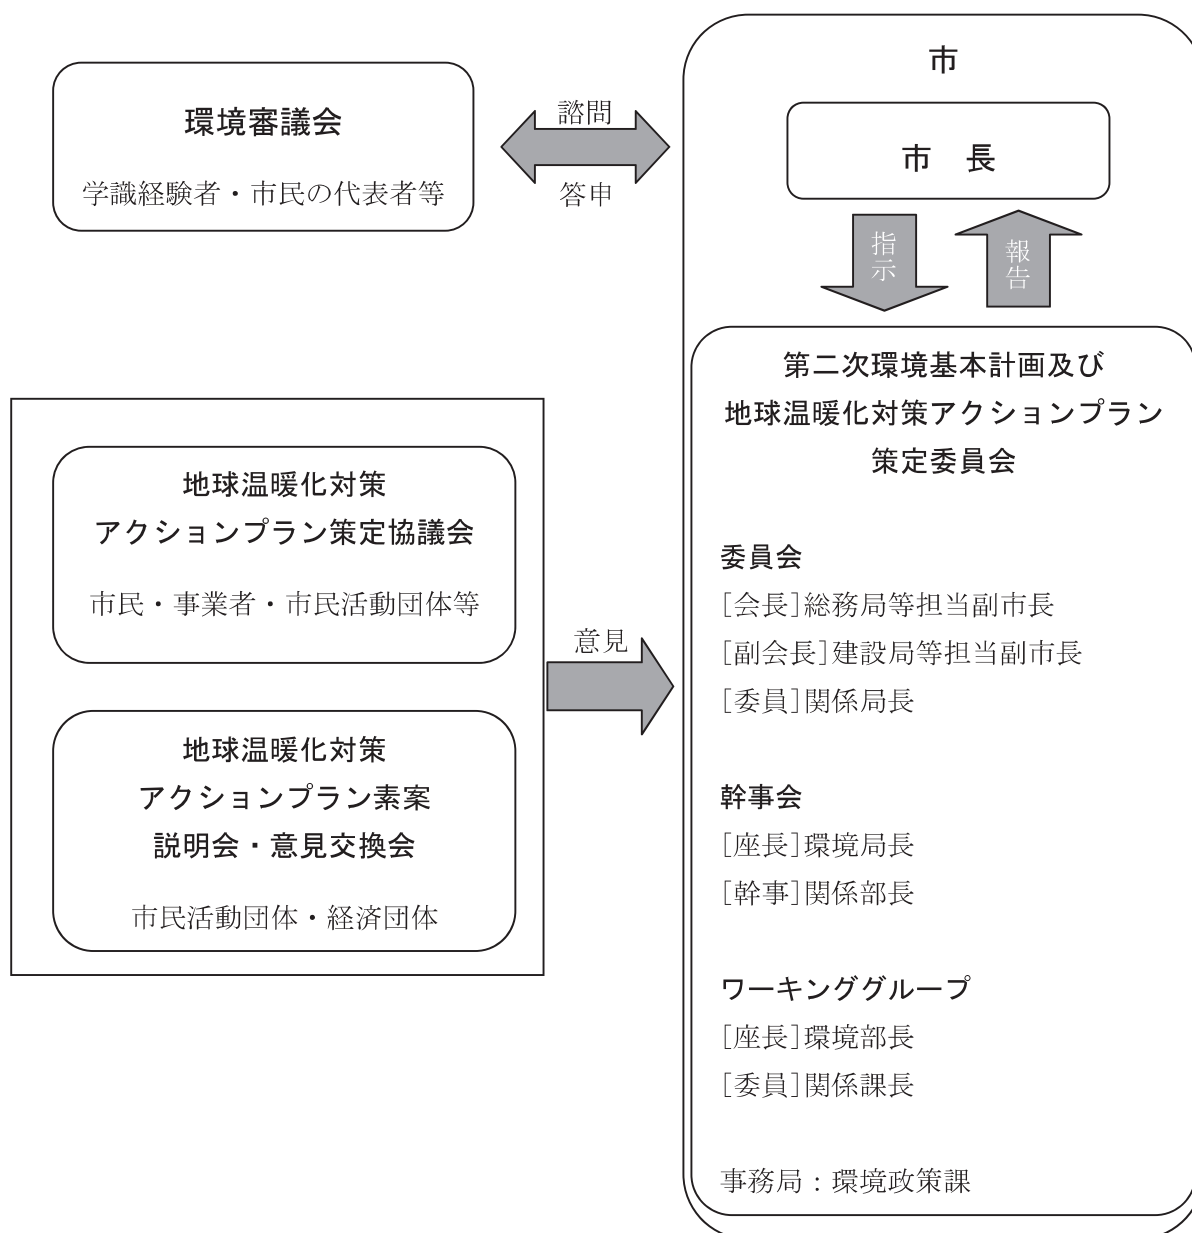 環境審議会
学識経験者・市民の代表者等
諮問
答申
市
市 長
指示
報告
地球温暖化対策
アクションプラン策定協議会
市民・事業者・市民活動団体等
地球温暖化対策
アクションプラン素案
説明会・意見交換会
市民活動団体・経済団体
意見
第二次環境基本計画及び
地球温暖化対策アクションプラン
策定委員会
委員会
[会長]総務局等担当副市長
[副会長]建設局等担当副市長
[委員]関係局長
幹事会
[座長]環境局長
[幹事]関係部長
ワーキンググループ
[座長]環境部長
[委員]関係課長
事務局：環境政策課